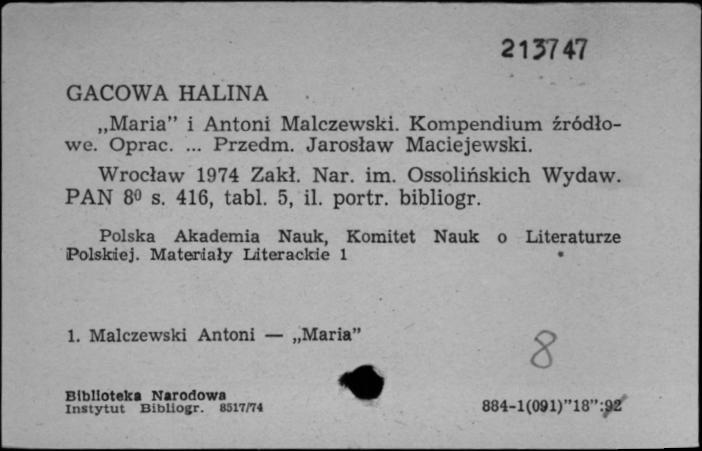 213747
GACOWA HALINA
„Maria” i Antoni Malczewski. Kompendium źródło-
we. Oprac. ... Przedm. Jarosław Maciejewski.
Wrocław 1974 Zakł. Nar. im. Ossolińskich Wydaw.
PAN 8⁰ s. 416, tabl. 5, il. portr. bibliogr.
Polska Akademia Nauk, Komitet Nauk o Literaturze
Polskiej. Materiały Literackie 1
1. Malczewski Antoni — „Maria”
8
Biblioteka Narodowa
Instytut Bibliogr. 8517/74
884-1(091)”18”:92